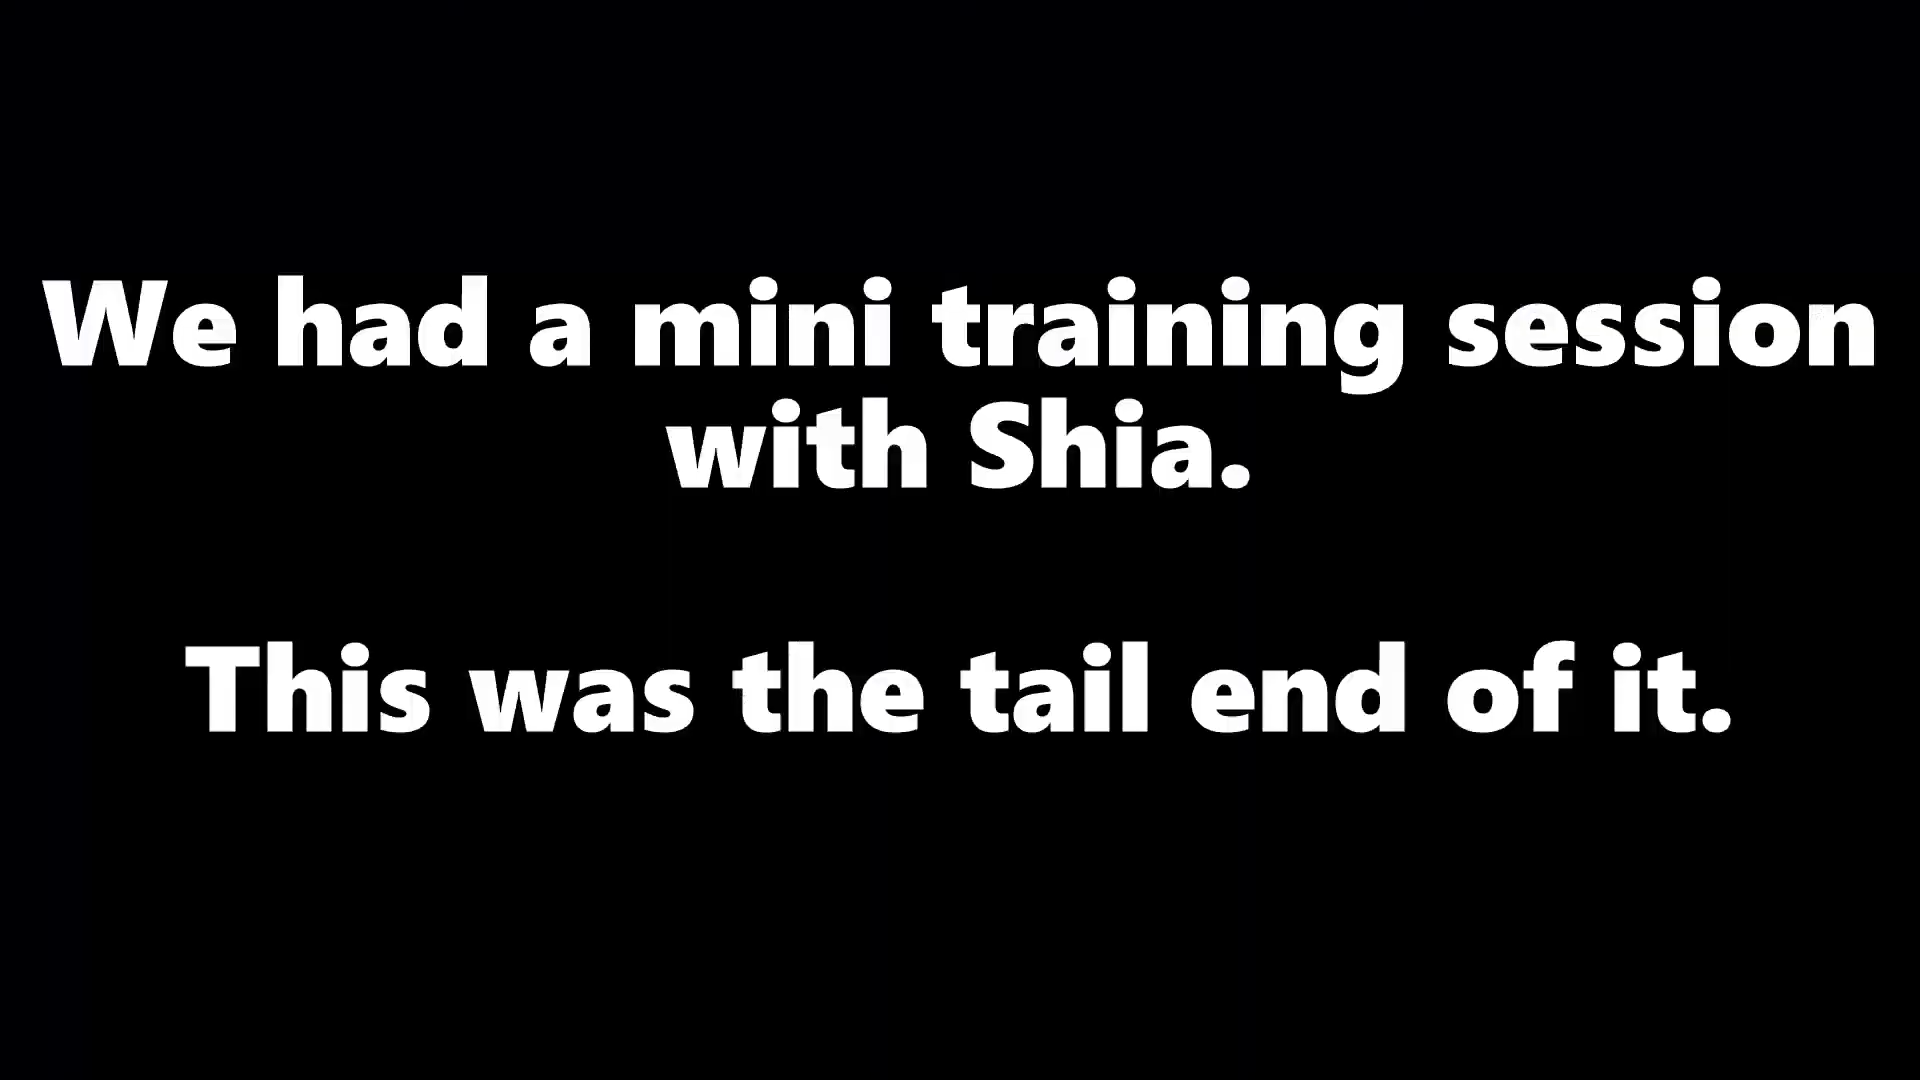 We had a mini training session
with Shia.
This was the tail end of it.